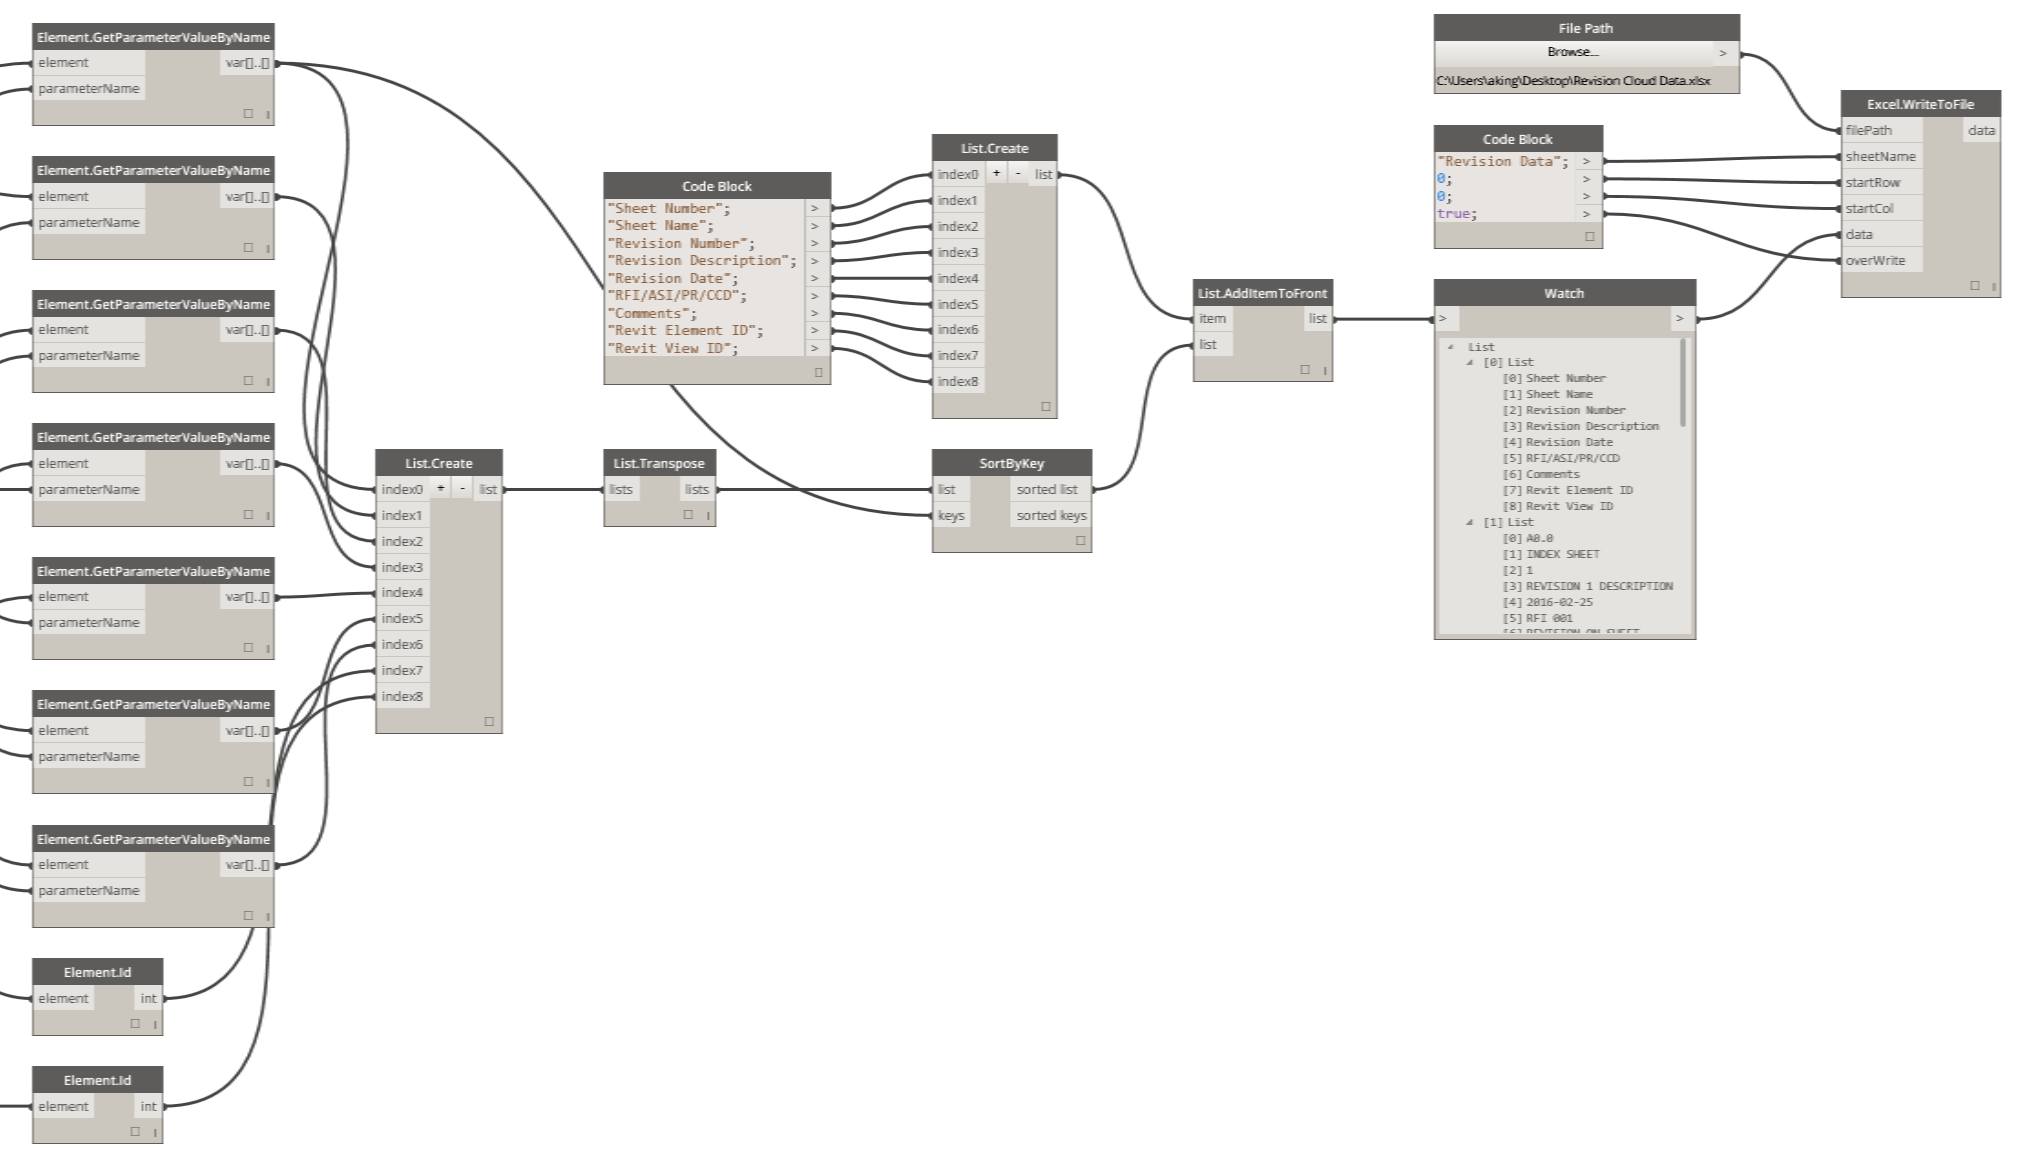 Element.GetParameterValueByName
element var[]..[]
parameterName
Element.GetParameterValueByName
element var[]..[]
parameterName
Element.GetParameterValueByName
element var[]..[]
parameterName
Element.GetParameterValueByName
element var[]..[]
parameterName
Element.GetParameterValueByName
element var[]..[]
parameterName
Element.GetParameterValueByName
element var[]..[]
parameterName
Element.GetParameterValueByName
element var[]..[]
parameterName
Element.Id
element int
Element.Id
element int
List.Create
index0 + - list
index1
index2
index3
index4
index5
index6
index7
index8
Code Block
"Sheet Number"; >
"Sheet Name"; >
"Revision Number"; >
"Revision Description"; >
"Revision Date"; >
"RFI/ASI/PR/CCD"; >
"Comments"; >
"Revit Element ID"; >
"Revit View ID"; >
List.Transpose
lists lists
List.Create
index0 + - list
index1
index2
index3
index4
index5
index6
index7
index8
SortByKey
list sorted list
keys sorted keys
List.AddItemToFront
item list
list
File Path
Browse... >
C:\Users\aking\Desktop\Revision Cloud Data.xlsx
Code Block
"Revision Data"; >
0; >
0; >
true; >
Watch
> >
List
[0] List
[0] Sheet Number
[1] Sheet Name
[2] Revision Number
[3] Revision Description
[4] Revision Date
[5] RFI/ASI/PR/CCD
[6] Comments
[7] Revit Element ID
[8] Revit View ID
[1] List
[0] A0.0
[1] INDEX SHEET
[2] 1
[3] REVISION 1 DESCRIPTION
[4] 2016-02-25
[5] RFI 001
[6] REVISION ON SHEET
Excel.WriteToFile
filePath data
sheetName
startRow
startCol
data
overWrite